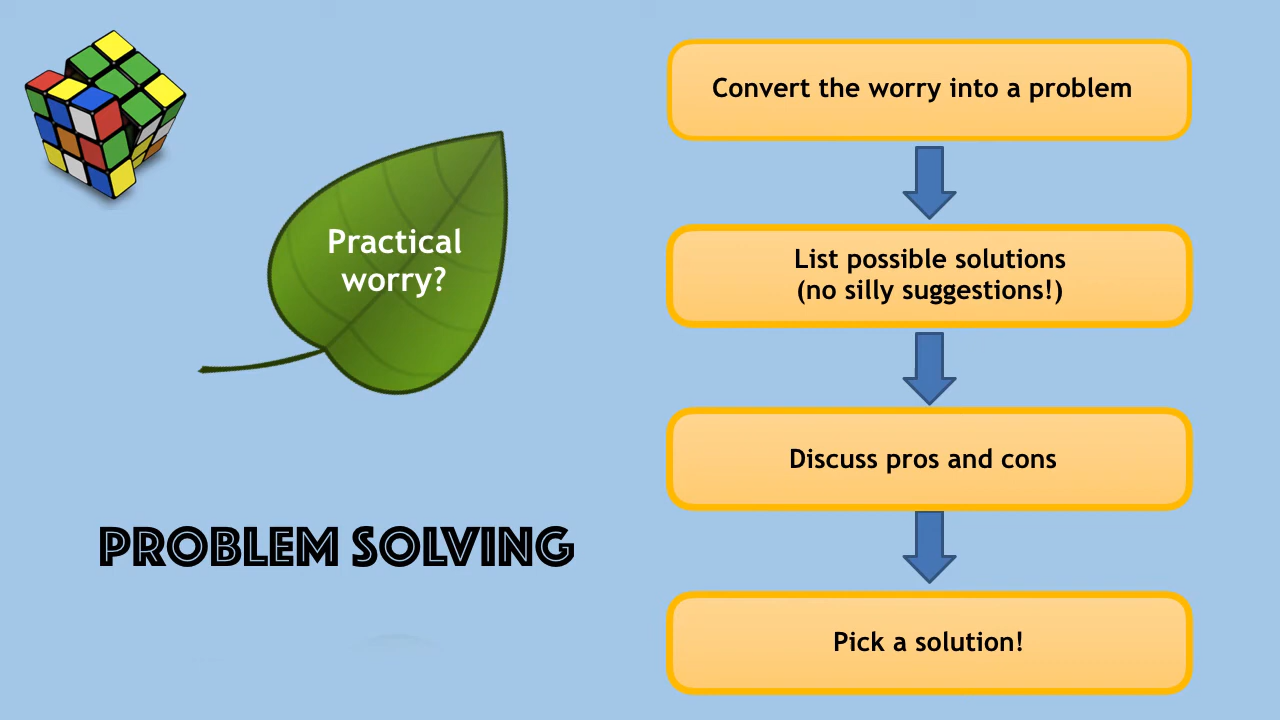 Practical
worry?
PROBLEM SOLVING
Convert the worry into a problem
List possible solutions
(no silly suggestions!)
Discuss pros and cons
Pick a solution!